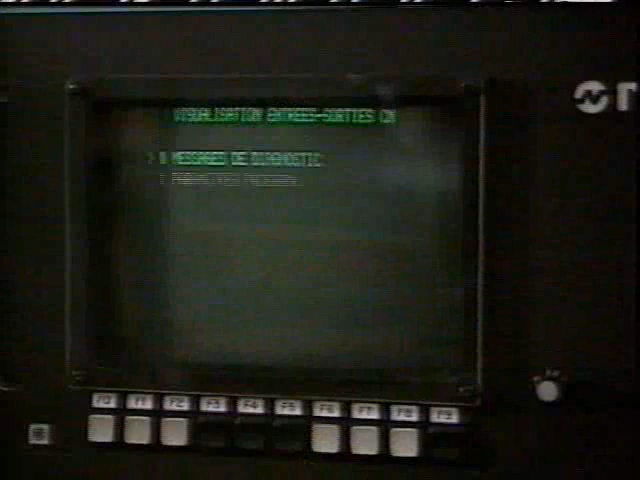 VISUALISATION ENTREES-SORTIES CN
> 0 MESSAGES DE DIAGNOSTIC
F0 F1 F2 F3 F4 F5 F6 F7 F8 F9